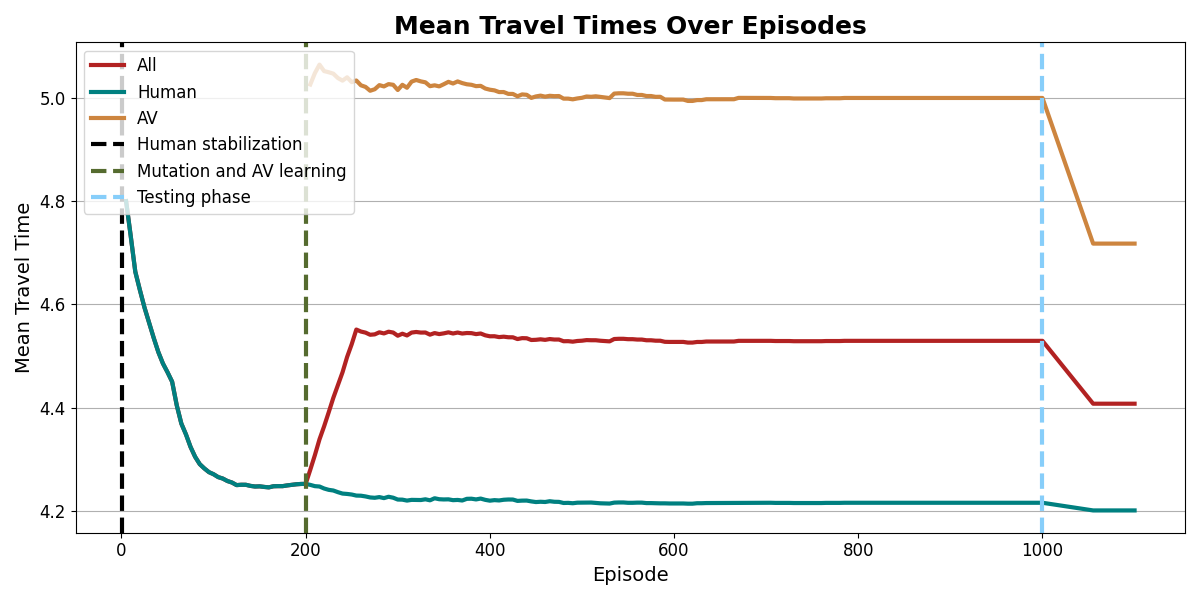 Mean Travel Times Over Episodes
All
Human
AV
Human stabilization
Mutation and AV learning
Testing phase
Mean Travel Time
5.0
4.8
4.6
4.4
4.2
0
200
400
600
800
1000
Episode